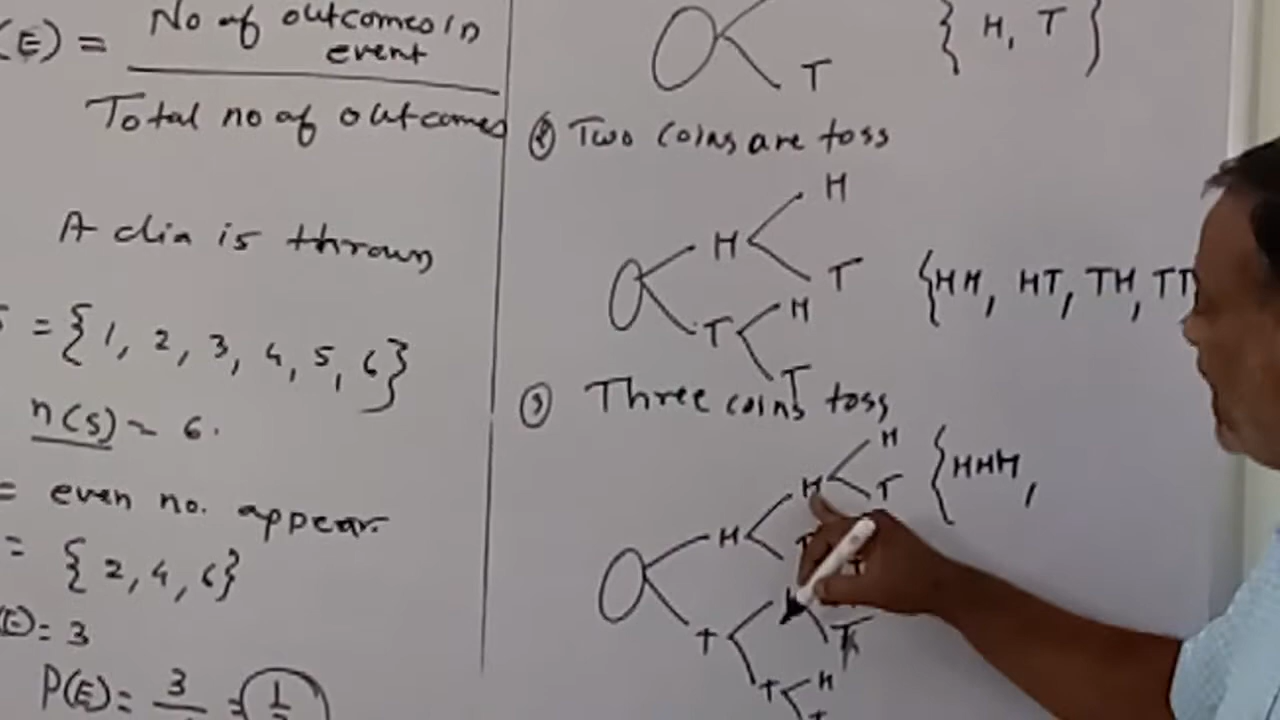 (E) = No of outcomes in
event
Total no of outcomes
A dia is thrown
= {1, 2, 3, 4, 5, 6}
n(s) = 6.
= even no. appear.
= {2, 4, 6}
E) = 3
P(E) = 3 =
T
{ H, T }
② Two coins are toss
H
H
T
H
T
T
{HH, HT, TH, TT
③ Three coins toss
H
H
T
H
T
T
T
H
{HHH,